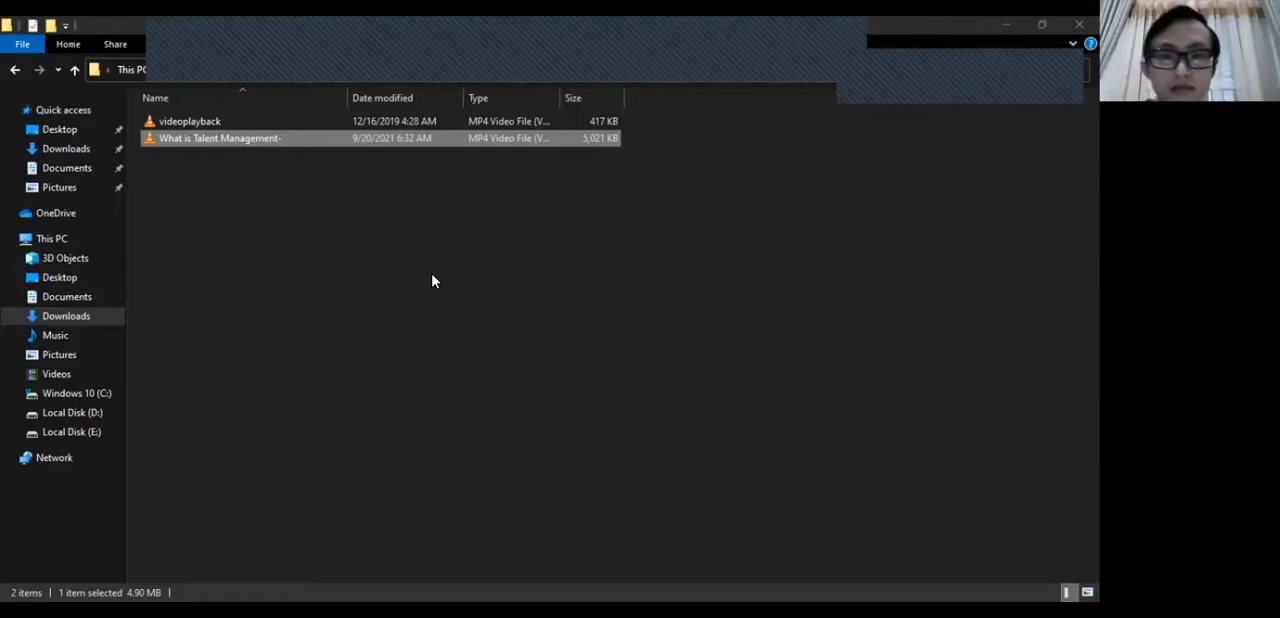 File Home Share
This PC
Name Date modified Type Size
Quick access videoplayback 12/16/2019 4:28 AM MP4 Video File (V... 417 KB
Desktop What is Talent Management- 9/20/2021 6:32 AM MP4 Video File (V... 5,021 KB
Downloads
Documents
Pictures
OneDrive
This PC
3D Objects
Desktop
Documents
Downloads
Music
Pictures
Videos
Windows 10 (C:)
Local Disk (D:)
Local Disk (E:)
Network
2 items 1 item selected 4.90 MB